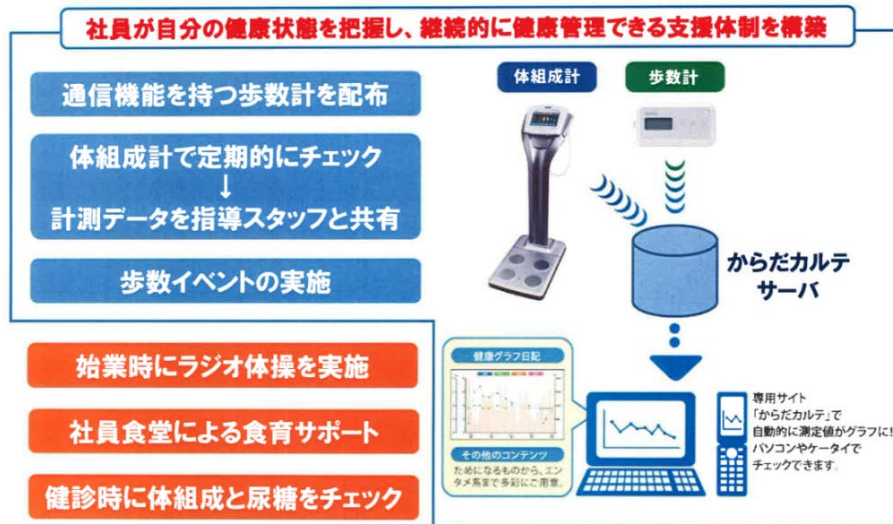 社員が自分の健康状態を把握し、継続的に健康管理できる支援体制を構築
通信機能を持つ歩数計を配布
体組成計で定期的にチェック
↓
計測データを指導スタッフと共有
歩数イベントの実施
始業時にラジオ体操を実施
社員食堂による食育サポート
健診時に体組成と尿糖をチェック
体組成計
歩数計
からだカルテ
サーバ
健康グラフ日記
その他のコンテンツ
ためになるものから、エン
タメ系まで多彩にご用意。
専用サイト
「からだカルテ」で
自動的に測定値がグラフに!
パソコンやケータイで
チェックできます。